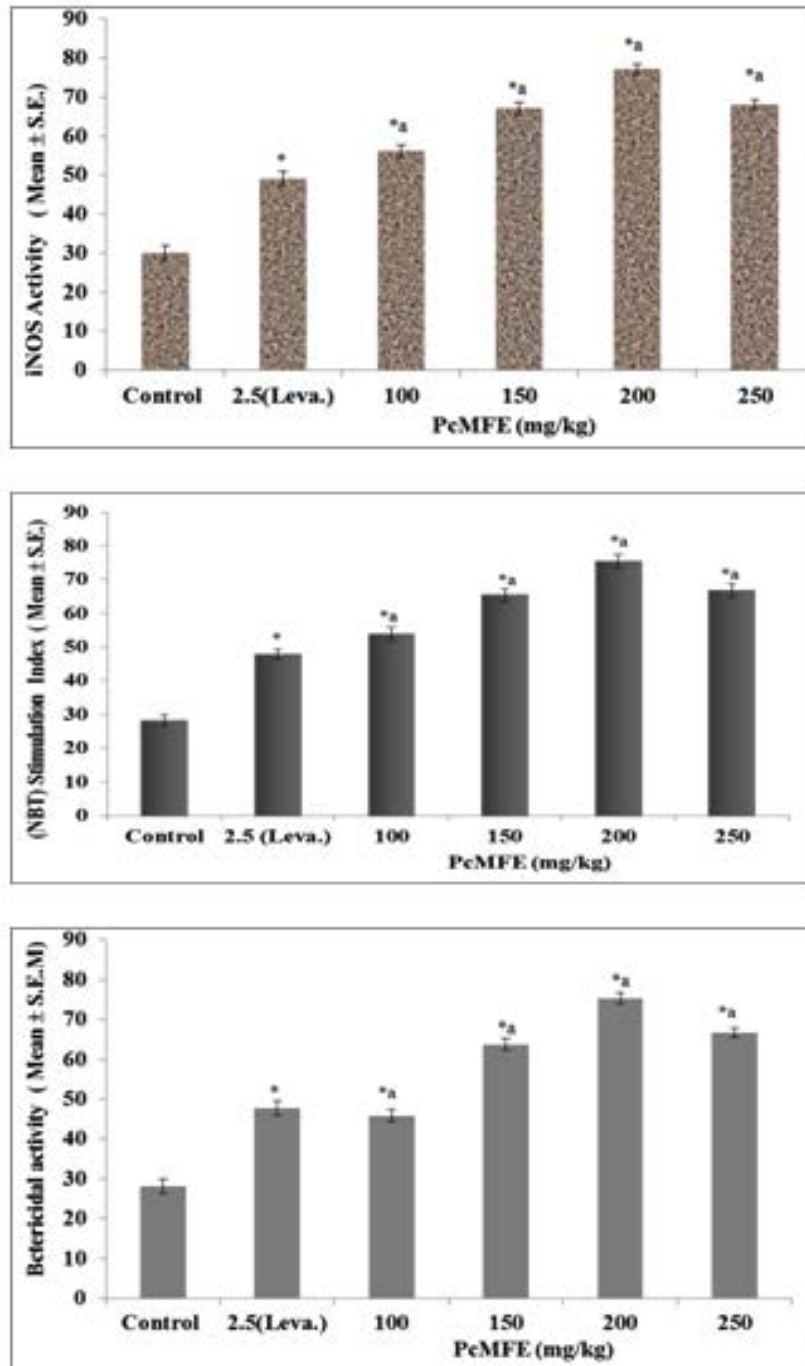 90
80
70
60
50
40
30
20
10
0
iNOS Activity ( Mean ± S.E.)
*
*a
*a
*a
*a
Control 2.5(Leva.) 100 150 200 250
PcMFE (mg/kg)
90
80
70
60
50
40
30
20
10
0
(NBT) Stimulation Index ( Mean ± S.E.)
*
*a
*a
*a
*a
Control 2.5 (Leva.) 100 150 200 250
PcMFE (mg/kg)
90
80
70
60
50
40
30
20
10
0
Bctericidal activity ( Mean ± S.E.M)
*
*a
*a
*a
*a
Control 2.5(Leva.) 100 150 200 250
PcMFE (mg/kg)